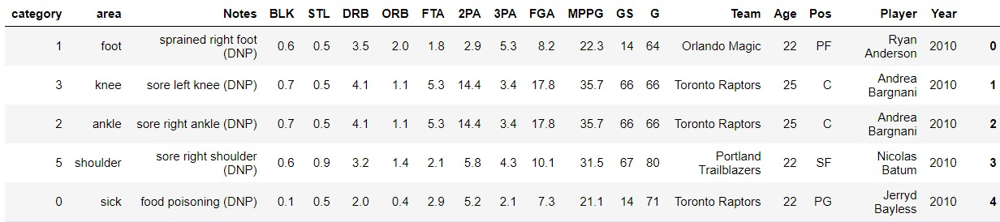 category area Notes BLK STL DRB ORB FTA 2PA 3PA FGA MPPG GS G Team Age Pos Player Year
1 foot sprained right foot (DNP) 0.6 0.5 3.5 2.0 1.8 2.9 5.3 8.2 22.3 14 64 Orlando Magic 22 PF Ryan Anderson 2010 0
3 knee sore left knee (DNP) 0.7 0.5 4.1 1.1 5.3 14.4 3.4 17.8 35.7 66 66 Toronto Raptors 25 C Andrea Bargnani 2010 1
2 ankle sore right ankle (DNP) 0.7 0.5 4.1 1.1 5.3 14.4 3.4 17.8 35.7 66 66 Toronto Raptors 25 C Andrea Bargnani 2010 2
5 shoulder sore right shoulder (DNP) 0.6 0.9 3.2 1.4 2.1 5.8 4.3 10.1 31.5 67 80 Portland Trailblazers 22 SF Nicolas Batum 2010 3
0 sick food poisoning (DNP) 0.1 0.5 2.0 0.4 2.9 5.2 2.1 7.3 21.1 14 71 Toronto Raptors 22 PG Jerryd Bayless 2010 4